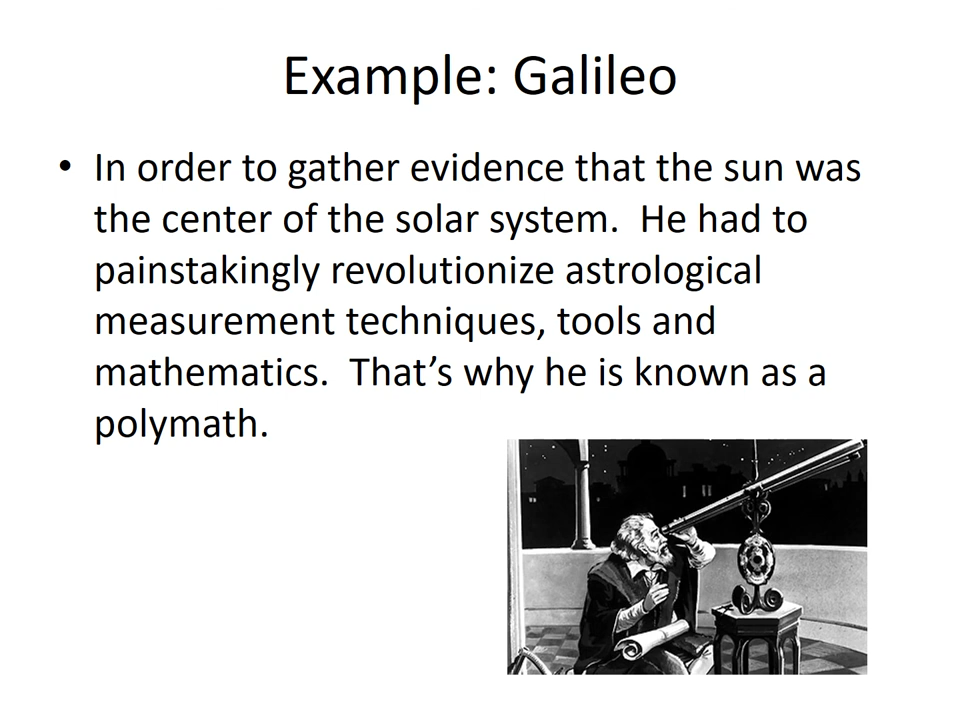 Example: Galileo
• In order to gather evidence that the sun was
the center of the solar system.  He had to
painstakingly revolutionize astrological
measurement techniques, tools and
mathematics.  That’s why he is known as a
polymath.